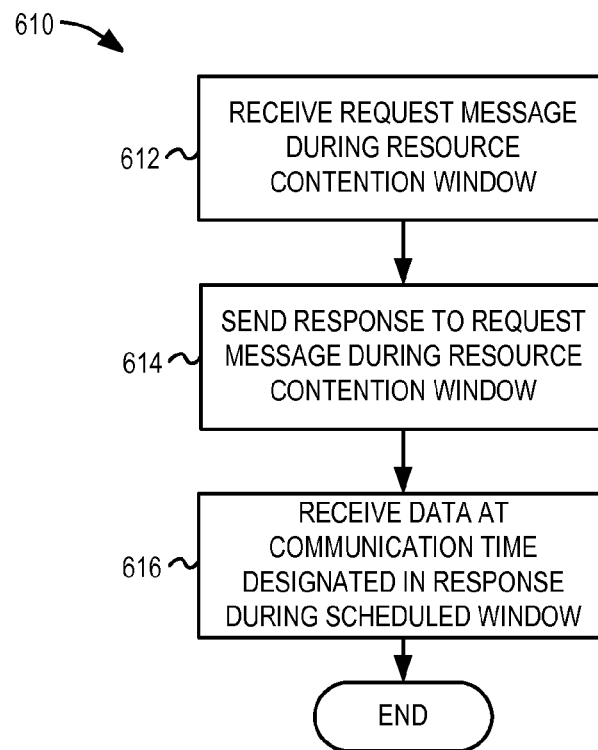 610
RECEIVE REQUEST MESSAGE
DURING RESOURCE
CONTENTION WINDOW
612
SEND RESPONSE TO REQUEST
MESSAGE DURING RESOURCE
CONTENTION WINDOW
614
RECEIVE DATA AT
COMMUNICATION TIME
DESIGNATED IN RESPONSE
DURING SCHEDULED WINDOW
616
END